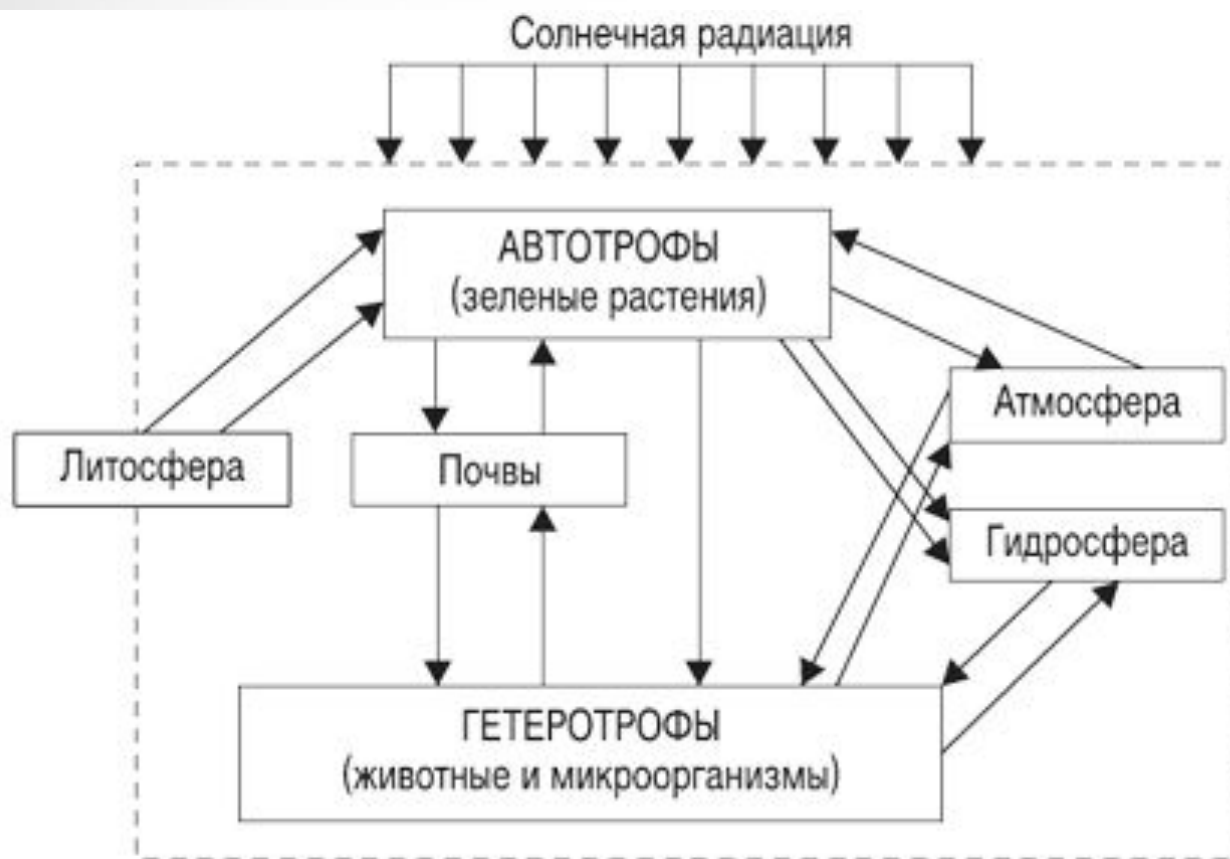 Солнечная радиация
АВТОТРОФЫ
(зеленые растения)
Атмосфера
Литосфера
Почвы
Гидросфера
ГЕТЕРОТРОФЫ
(животные и микроорганизмы)